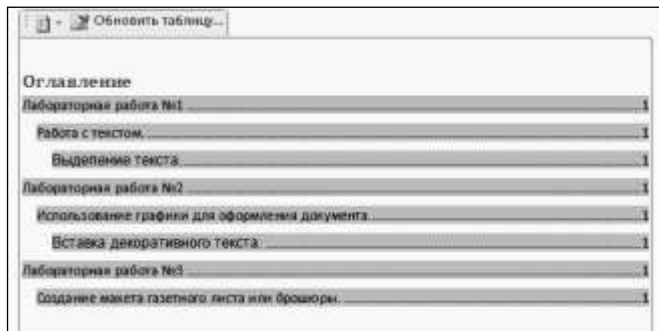 Обновить таблицу...
Оглавление
Лабораторная работа №1 1
Работа с текстом. 1
Выделение текста 1
Лабораторная работа №2 1
Использование графики для оформления документа 1
Вставка декоративного текста 1
Лабораторная работа №3 1
Создание макета газетного листа или брошюры. 1